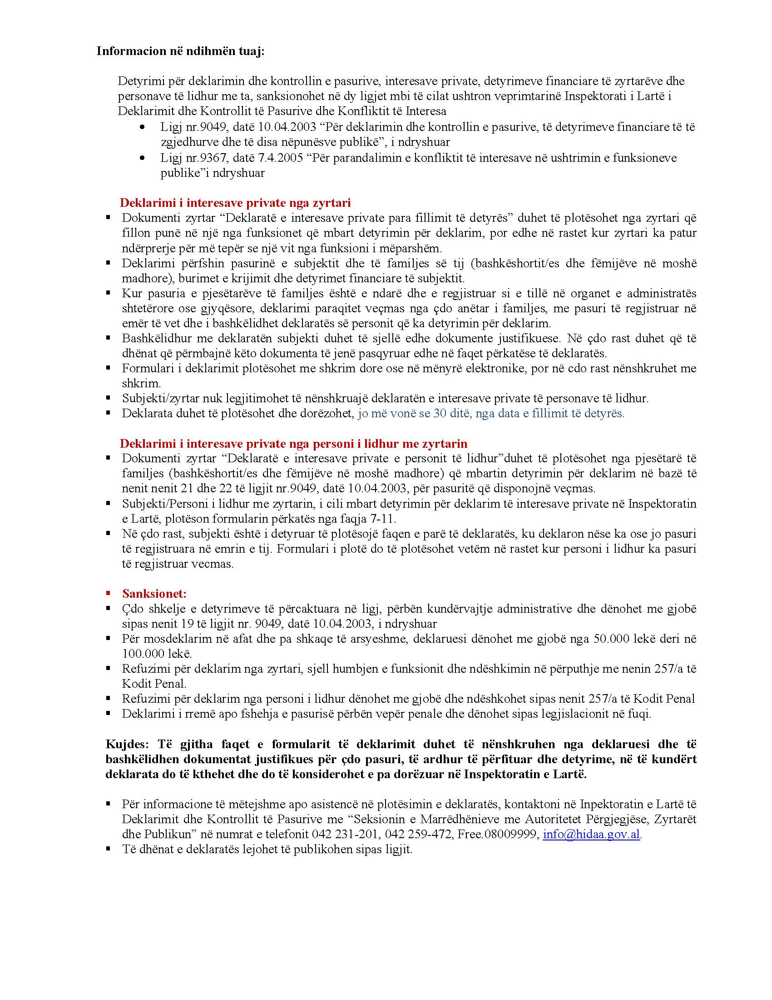 Informacion në ndihmën tuaj:
Detyrimi për deklarimin dhe kontrollin e pasurive, interesave private, detyrimeve financiare të zyrtarëve dhe
personave të lidhur me ta, sanksionohet në dy ligjet mbi të cilat ushtron veprimtarinë Inspektorati i Lartë i
Deklarimit dhe Kontrollit të Pasurive dhe Konfliktit të Interesa
• Ligj nr.9049, datë 10.04.2003 “Për deklarimin dhe kontrollin e pasurive, të detyrimeve financiare të të
zgjedhurve dhe të disa nëpunësve publikë”, i ndryshuar
• Ligj nr.9367, datë 7.4.2005 “Për parandalimin e konfliktit të interesave në ushtrimin e funksioneve
publike”i ndryshuar
Deklarimi i interesave private nga zyrtari
▪ Dokumenti zyrtar “Deklaratë e interesave private para fillimit të detyrës” duhet të plotësohet nga zyrtari që
fillon punë në një nga funksionet që mbart detyrimin për deklarim, por edhe në rastet kur zyrtari ka patur
ndërprerje për më tepër se një vit nga funksioni i mëparshëm.
▪ Deklarimi përfshin pasurinë e subjektit dhe të familjes së tij (bashkëshortit/es dhe fëmijëve në moshë
madhore), burimet e krijimit dhe detyrimet financiare të subjektit.
▪ Kur pasuria e pjesëtarëve të familjes është e ndarë dhe e regjistruar si e tillë në organet e administratës
shtetërore ose gjyqësore, deklarimi paraqitet veçmas nga çdo anëtar i familjes, me pasuri të regjistruar në
emër të vet dhe i bashkëlidhet deklaratës së personit që ka detyrimin për deklarim.
▪ Bashkëlidhur me deklaratën subjekti duhet të sjellë edhe dokumente justifikuese. Në çdo rast duhet që të
dhënat që përmbajnë këto dokumenta të jenë pasqyruar edhe në faqet përkatëse të deklaratës.
▪ Formulari i deklarimit plotësohet me shkrim dore ose në mënyrë elektronike, por në cdo rast nënshkruhet me
shkrim.
▪ Subjekti/zyrtar nuk legjitimohet të nënshkruajë deklaratën e interesave private të personave të lidhur.
▪ Deklarata duhet të plotësohet dhe dorëzohet, jo më vonë se 30 ditë, nga data e fillimit të detyrës.
Deklarimi i interesave private nga personi i lidhur me zyrtarin
▪ Dokumenti zyrtar “Deklaratë e interesave private e personit të lidhur”duhet të plotësohet nga pjesëtarë të
familjes (bashkëshortit/es dhe fëmijëve në moshë madhore) që mbartin detyrimin për deklarim në bazë të
nenit nenit 21 dhe 22 të ligjit nr.9049, datë 10.04.2003, për pasuritë që disponojnë veçmas.
▪ Subjekti/Personi i lidhur me zyrtarin, i cili mbart detyrimin për deklarim të interesave private në Inspektoratin
e Lartë, plotëson formularin përkatës nga faqja 7-11.
▪ Në çdo rast, subjekti është i detyruar të plotësojë faqen e parë të deklaratës, ku deklaron nëse ka ose jo pasuri
të regjistruara në emrin e tij. Formulari i plotë do të plotësohet vetëm në rastet kur personi i lidhur ka pasuri
të regjistruar vecmas.
▪ Sanksionet:
▪ Çdo shkelje e detyrimeve të përcaktuara në ligj, përbën kundërvajtje administrative dhe dënohet me gjobë
sipas nenit 19 të ligjit nr. 9049, datë 10.04.2003, i ndryshuar
▪ Për mosdeklarim në afat dhe pa shkaqe të arsyeshme, deklaruesi dënohet me gjobë nga 50.000 lekë deri në
100.000 lekë.
▪ Refuzimi për deklarim nga zyrtari, sjell humbjen e funksionit dhe ndëshkimin në përputhje me nenin 257/a të
Kodit Penal.
▪ Refuzimi për deklarim nga personi i lidhur dënohet me gjobë dhe ndëshkohet sipas nenit 257/a të Kodit Penal
▪ Deklarimi i rremë apo fshehja e pasurisë përbën vepër penale dhe dënohet sipas legjislacionit në fuqi.
Kujdes: Të gjitha faqet e formularit të deklarimit duhet të nënshkruhen nga deklaruesi dhe të
bashkëlidhen dokumentat justifikues për çdo pasuri, të ardhur të përfituar dhe detyrime, në të kundërt
deklarata do të kthehet dhe do të konsiderohet e pa dorëzuar në Inspektoratin e Lartë.
▪ Për informacione të mëtejshme apo asistencë në plotësimin e deklaratës, kontaktoni në Inpektoratin e Lartë të
Deklarimit dhe Kontrollit të Pasurive me “Seksionin e Marrëdhënieve me Autoritetet Përgjegjëse, Zyrtarët
dhe Publikun” në numrat e telefonit 042 231-201, 042 259-472, Free.08009999, info@hidaa.gov.al.
▪ Të dhënat e deklaratës lejohet të publikohen sipas ligjit.